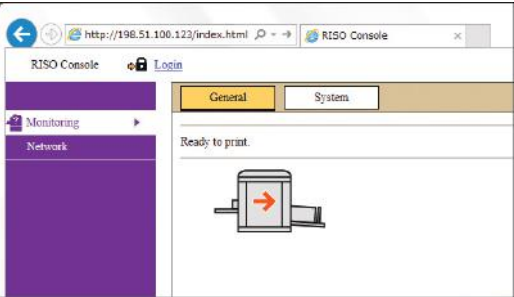 http://198.51.100.123/index.html
RISO Console
RISO Console
Login
General
System
Monitoring
Network
Ready to print.